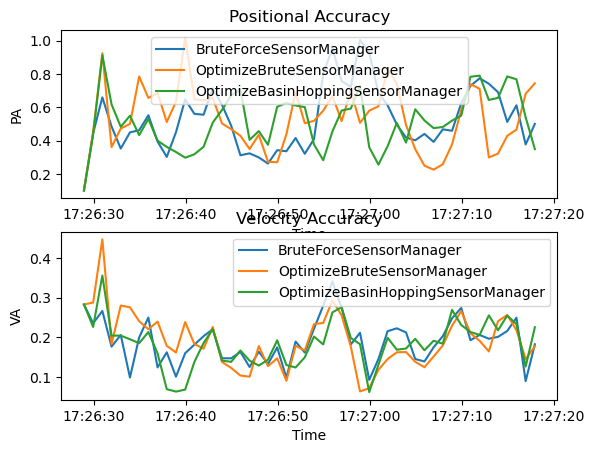 Positional Accuracy
1.0
0.8
0.6
0.4
0.2
PA
BruteForceSensorManager
OptimizeBruteSensorManager
OptimizeBasinHoppingSensorManager
17:26:30 17:26:40 17:26:50 17:27:00 17:27:10 17:27:20
Time
Velocity Accuracy
0.4
0.3
0.2
0.1
VA
BruteForceSensorManager
OptimizeBruteSensorManager
OptimizeBasinHoppingSensorManager
17:26:30 17:26:40 17:26:50 17:27:00 17:27:10 17:27:20
Time